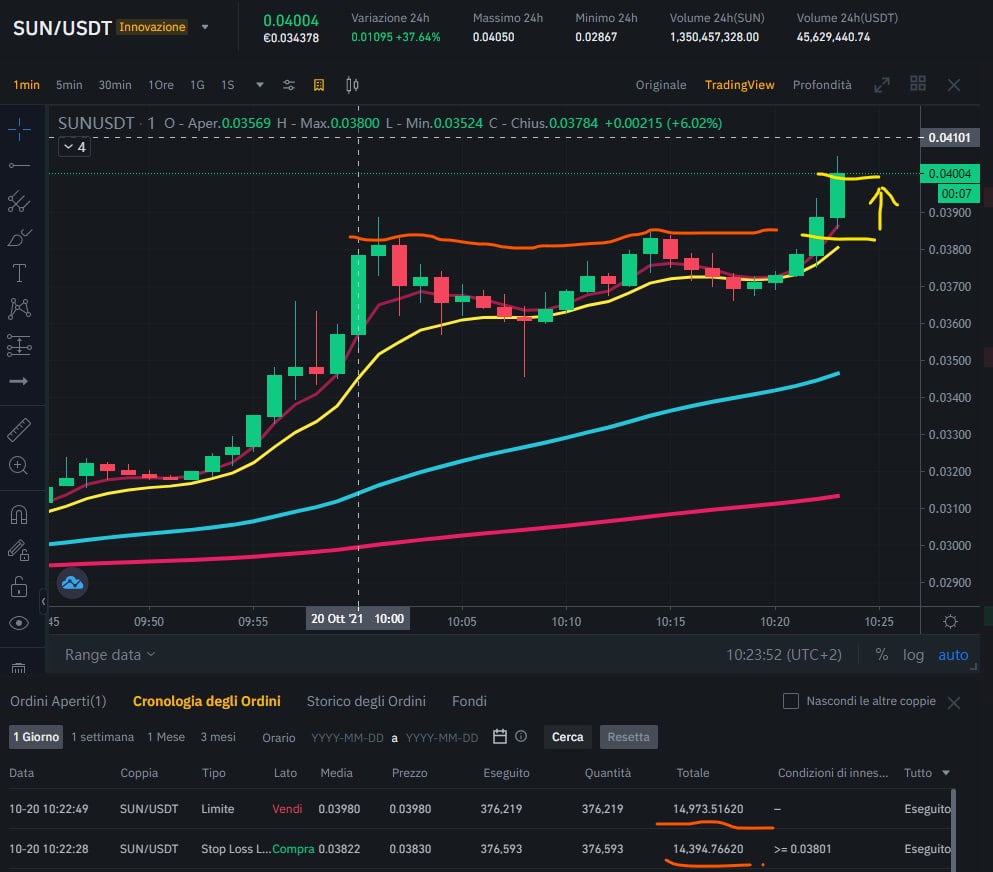 SUN/USDT Innovazione
0.04004
€0.034378
Variazione 24h
0.01095 +37.64%
Massimo 24h
0.04050
Minimo 24h
0.02867
Volume 24h(SUN)
1,350,457,328.00
Volume 24h(USDT)
45,629,440.74
1min 5min 30min 1Ore 1G 1S
Originale TradingView Profondità
SUNUSDT · 1 O - Aper.0.03569 H - Max.0.03800 L - Min.0.03524 C - Chius.0.03784 +0.00215 (+6.02%)
4
0.04101
0.04004
00:07
0.03900
0.03800
0.03700
0.03600
0.03500
0.03400
0.03300
0.03200
0.03100
0.03000
0.02900
45 09:50 09:55 20 Ott '21 10:00 10:05 10:10 10:15 10:20 10:25
Range data 10:23:52 (UTC+2) % log auto
Ordini Aperti(1) Cronologia degli Ordini Storico degli Ordini Fondi Nascondi le altre coppie
1 Giorno 1 settimana 1 Mese 3 mesi Orario YYYY-MM-DD a YYYY-MM-DD Cerca Resetta
Data Coppia Tipo Lato Media Prezzo Eseguito Quantità Totale Condizioni di innes... Tutto
10-20 10:22:49 SUN/USDT Limite Vendi 0.03980 0.03980 376,219 376,219 14,973.51620 – Eseguito
10-20 10:22:28 SUN/USDT Stop Loss L... Compra 0.03822 0.03830 376,593 376,593 14,394.76620 >= 0.03801 Eseguito